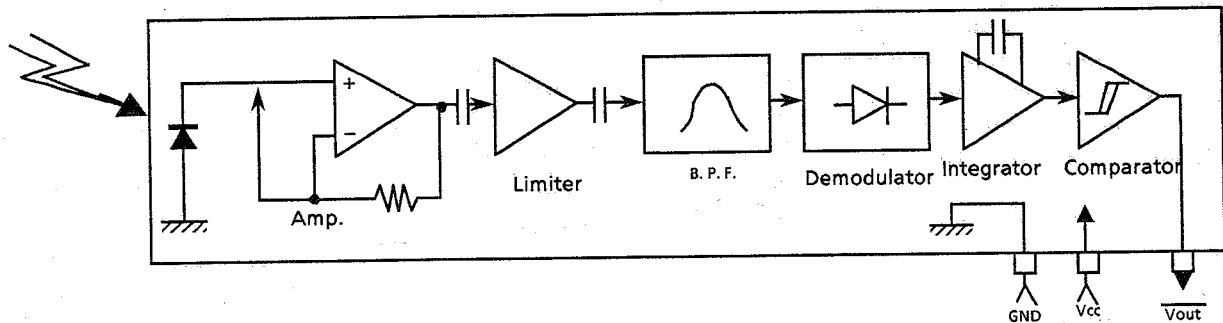 +
−
Amp.
Limiter
B. P. F.
Demodulator
Integrator
Comparator
GND
Vcc
Vout